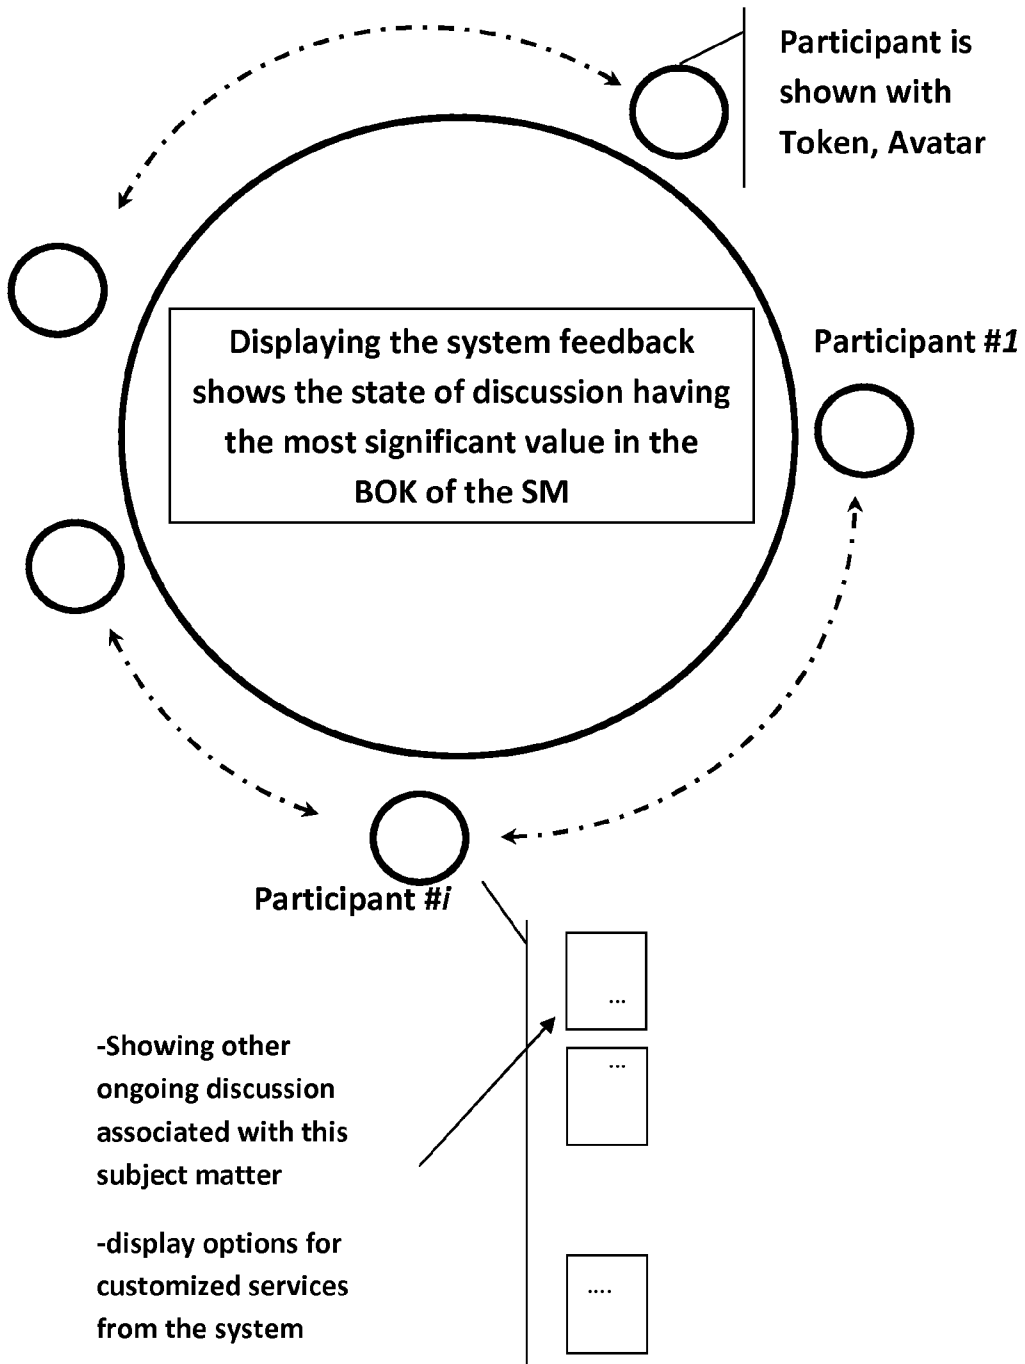 Participant is
shown with
Token, Avatar
Participant #1
Displaying the system feedback
shows the state of discussion having
the most significant value in the
BOK of the SM
Participant #i
...
...
-Showing other
ongoing discussion
associated with this
subject matter
-display options for
customized services
from the system
....